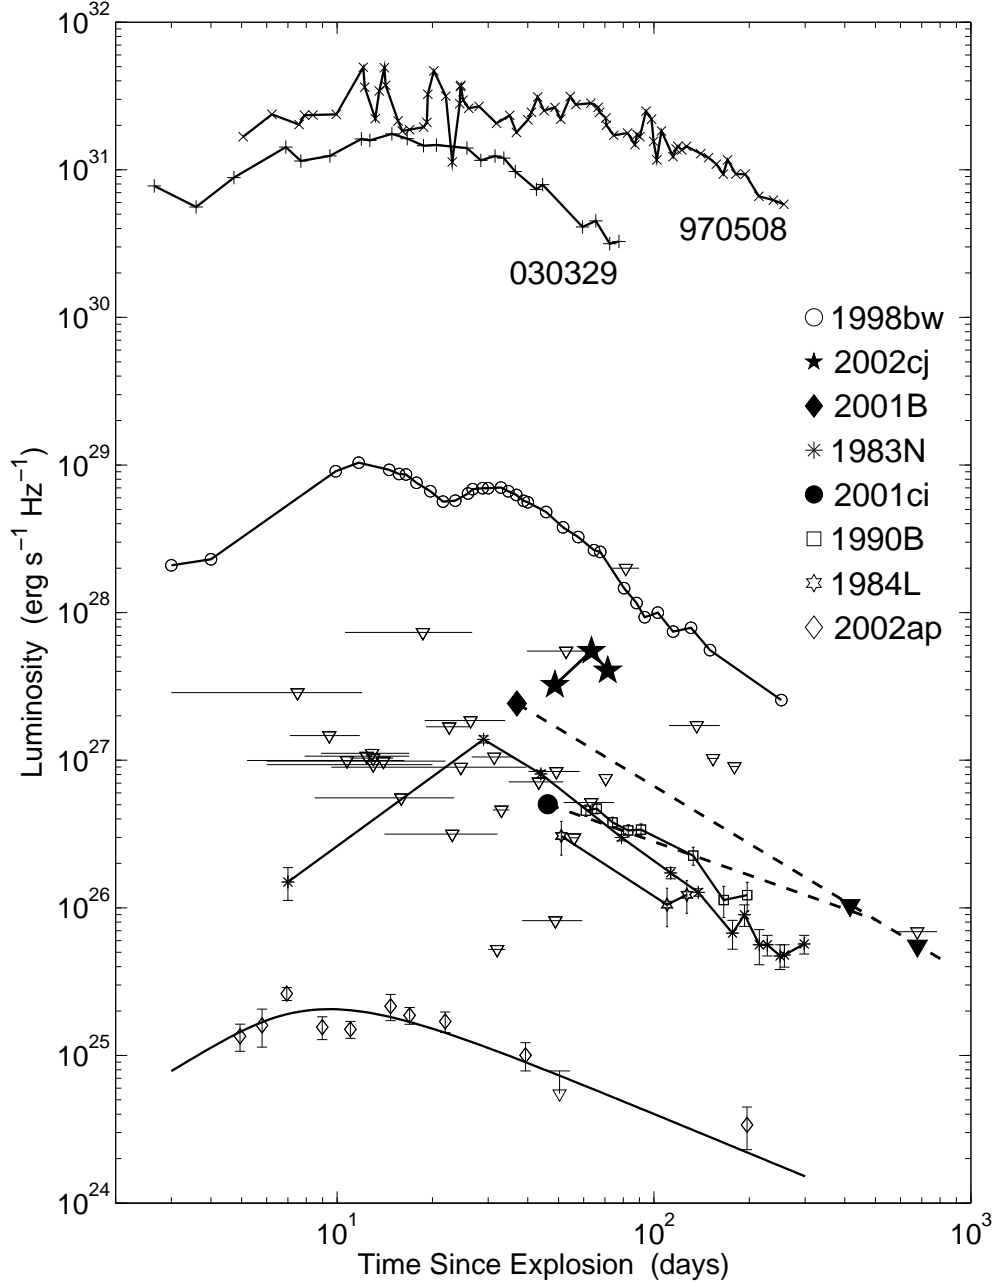 10^32
10^31
970508
030329
10^30
1998bw
2002cj
2001B
10^29
1983N
2001ci
1990B
1984L
10^28
2002ap
10^27
10^26
10^25
10^24
Luminosity (erg s^−1 Hz^−1)
10^1
10^2
10^3
Time Since Explosion (days)